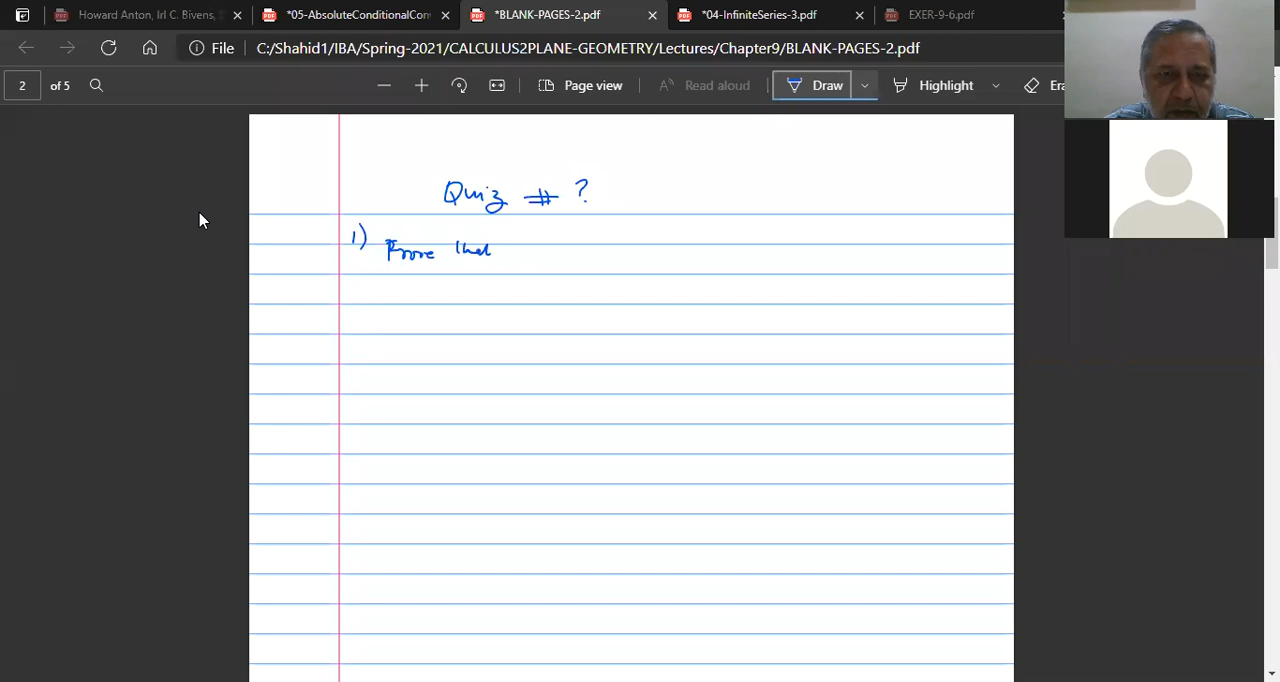 Howard Anton, Irl C. Bivens,
*05-AbsoluteConditionalCon
*BLANK-PAGES-2.pdf
*04-InfiniteSeries-3.pdf
EXER-9-6.pdf
File
C:/Shahid1/IBA/Spring-2021/CALCULUS2PLANE-GEOMETRY/Lectures/Chapter9/BLANK-PAGES-2.pdf
2 of 5
Page view
Read aloud
Draw
Highlight
Era
Quiz # ?
1) Prove that